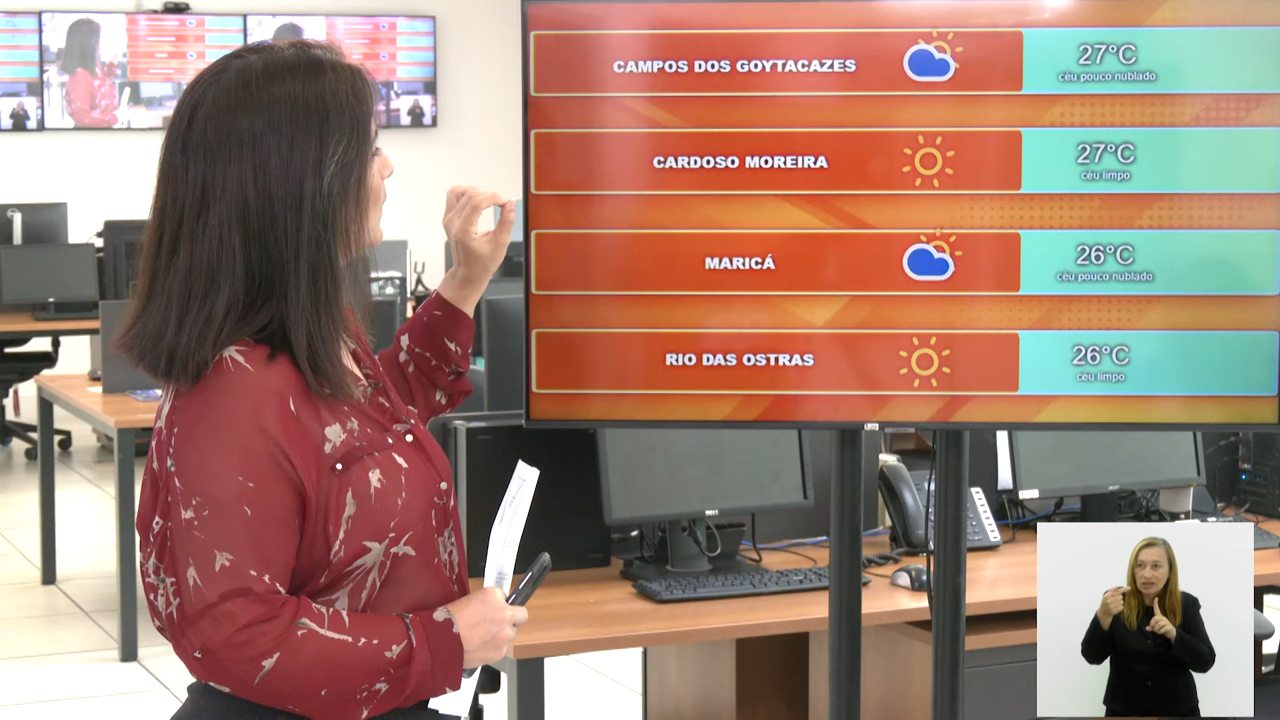 CAMPOS DOS GOYTACAZES
27°C
céu pouco nublado
CARDOSO MOREIRA
27°C
céu limpo
MARICÁ
26°C
céu pouco nublado
RIO DAS OSTRAS
26°C
céu limpo
DELL